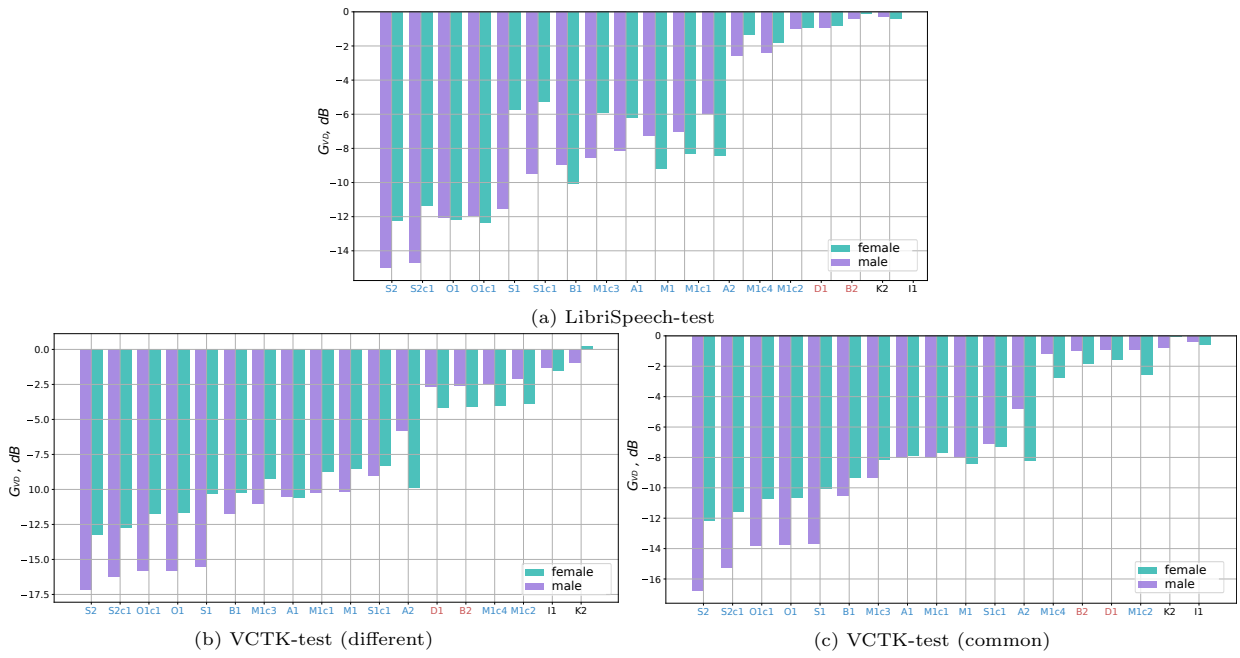 0
−2
−4
−6
−8
−10
−12
−14
G_VD, dB
female
male
S2 S2c1 O1 O1c1 S1 S1c1 B1 M1c3 A1 M1 M1c1 A2 M1c4 M1c2 D1 B2 K2 I1
(a) LibriSpeech-test
0.0
−2.5
−5.0
−7.5
−10.0
−12.5
−15.0
−17.5
G_VD, dB
female
male
S2 S2c1 O1c1 O1 S1 B1 M1c3 A1 M1c1 M1 S1c1 A2 D1 B2 M1c4 M1c2 I1 K2
(b) VCTK-test (different)
0
−2
−4
−6
−8
−10
−12
−14
−16
G_VD, dB
female
male
S2 S2c1 O1c1 O1 S1 B1 M1c3 A1 M1c1 M1 S1c1 A2 M1c4 B2 D1 M1c2 K2 I1
(c) VCTK-test (common)